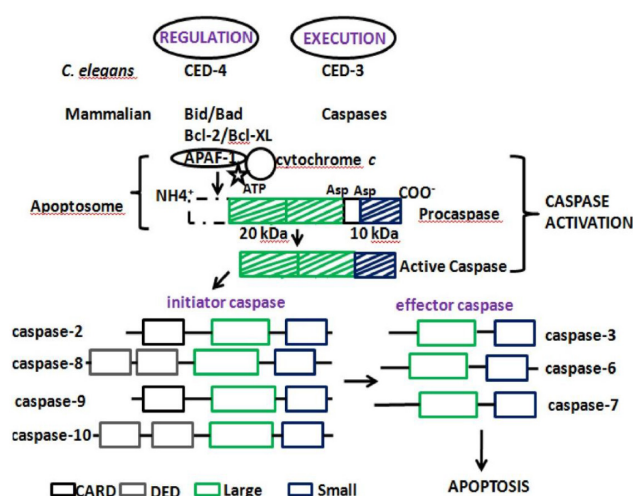 REGULATION EXECUTION
C. elegans CED-4 CED-3
Mammalian Bid/Bad Caspases
Bcl-2/Bcl-XL
APAF-1 cytochrome c
ATP
Apoptosome NH4+ Asp Asp COO-
Procaspase CASPASE
ACTIVATION
20 kDa 10 kDa
Active Caspase
initiator caspase effector caspase
caspase-2 caspase-3
caspase-8 caspase-6
caspase-9 caspase-7
caspase-10
CARD DED Large Small APOPTOSIS